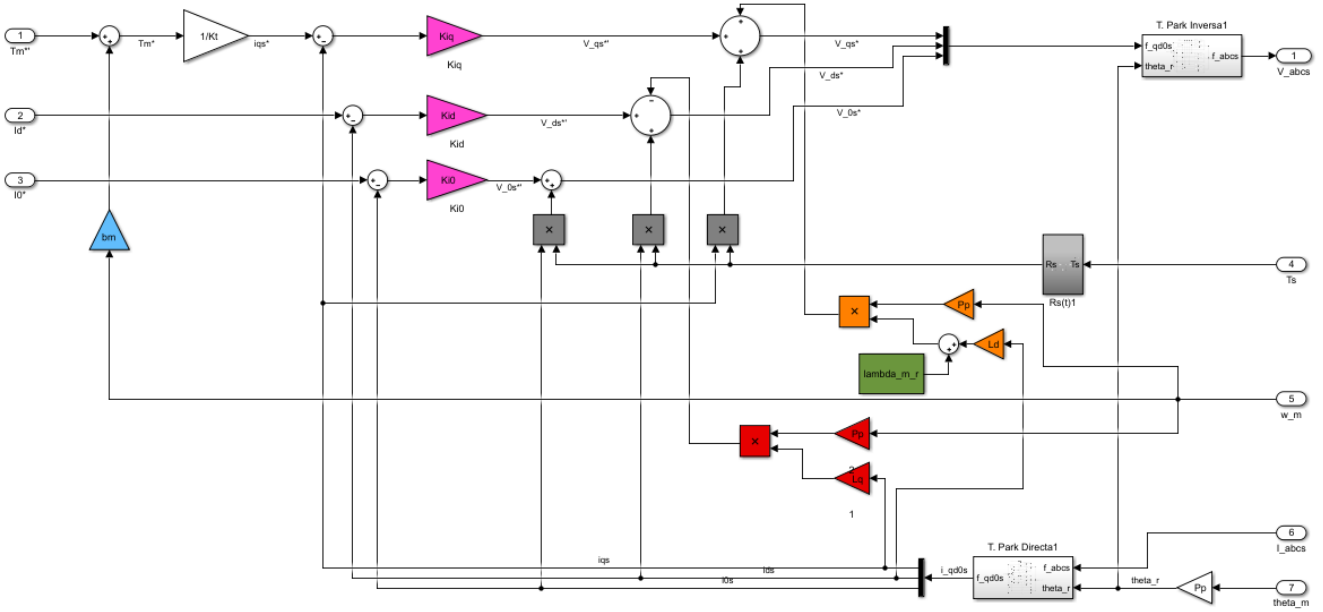 T. Park Inversa1
1
Tm*'
Tm*
1/Kt
iqs*
Kiq
Kiq
V_qs*'
V_qs*
f_qd0s
theta_r
f_abcs
1
V_abcs
V_ds*
2
Id*
Kid
Kid
V_ds*'
V_0s*
3
I0*
Ki0
Ki0
V_0s*'
bm
×
×
×
Rs
Ts
Rs(t)1
4
Ts
×
Pp
Ld
lambda_m_r
5
w_m
×
Pp
2
Lq
1
6
I_abcs
T. Park Directa1
iqs
Ids
I0s
i_qd0s
f_qd0s
f_abcs
theta_r
theta_r
Pp
7
theta_m